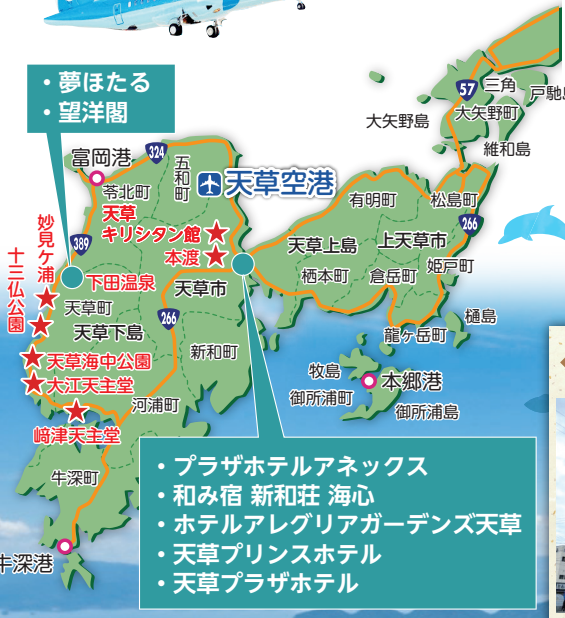 ・夢ほたる
・望洋閣
57
三角
戸馳
大矢野島
大矢野町
維和島
富岡港
324
五和町
天草空港
苓北町
有明町
松島町
天草
キリシタン館
本渡
266
389
妙見ヶ浦
十三仏公園
下田温泉
天草市
天草上島
上天草市
姫戸町
栖本町
倉岳町
天草町
266
天草下島
新和町
樋島
龍ヶ岳町
天草海中公園
大江天主堂
牧島
本郷港
御所浦町
御所浦島
河浦町
﨑津天主堂
牛深町
牛深港
・プラザホテルアネックス
・和み宿 新和荘 海心
・ホテルアレグリアガーデンズ天草
・天草プリンスホテル
・天草プラザホテル